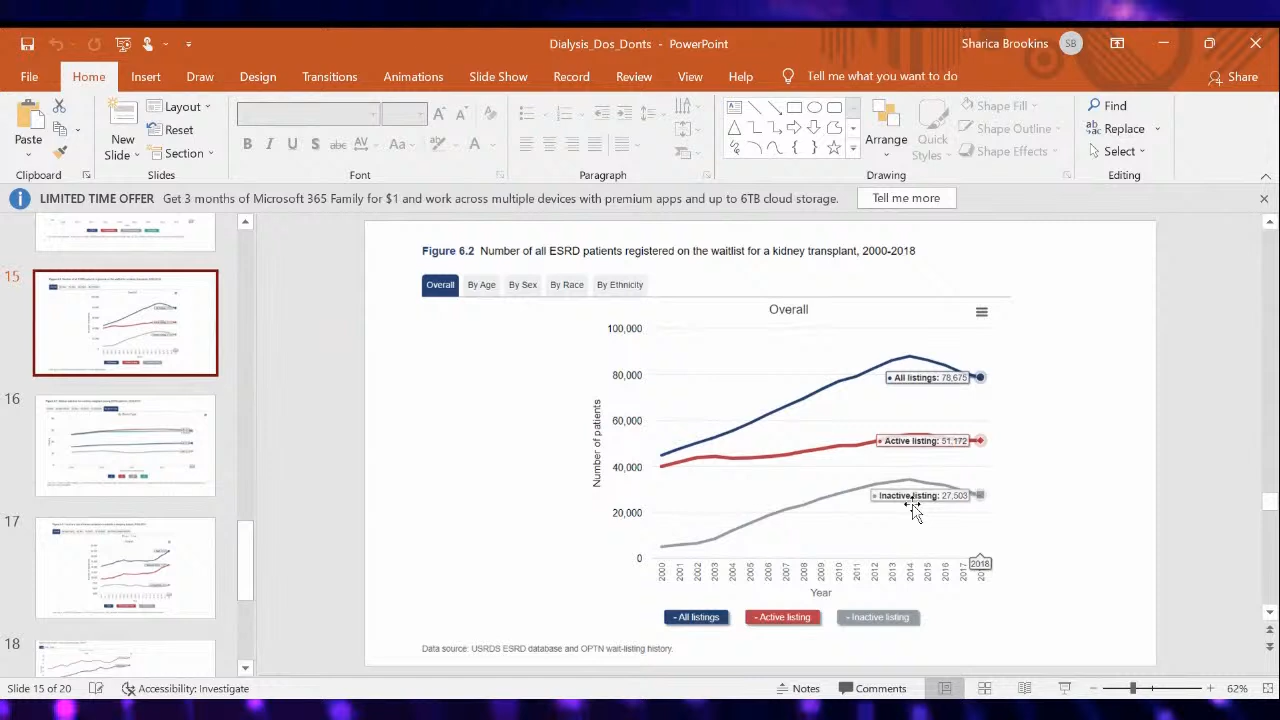 Dialysis_Dos_Donts - PowerPoint
Sharica Brookins SB
File Home Insert Draw Design Transitions Animations Slide Show Record Review View Help Tell me what you want to do Share
Paste
Clipboard
New
Slide
Layout
Reset
Section
Slides
B I U S abc AV Aa A
Font
Paragraph
Arrange
Quick
Styles
Shape Fill
Shape Outline
Shape Effects
Drawing
Find
Replace
Select
Editing
LIMITED TIME OFFER Get 3 months of Microsoft 365 Family for $1 and work across multiple devices with premium apps and up to 6TB cloud storage. Tell me more
15
16
17
18
Figure 6.2 Number of all ESRD patients registered on the waitlist for a kidney transplant, 2000-2018
Overall By Age By Sex By Race By Ethnicity
Overall
Number of patients
100,000
80,000
60,000
40,000
20,000
0
All listings: 78,675
Active listing: 51,172
Inactive listing: 27,503
2000 2001 2002 2003 2004 2005 2006 2007 2008 2009 2010 2011 2012 2013 2014 2015 2016 2017 20
2018
Year
- All listings - Active listing - Inactive listing
Data source: USRDS ESRD database and OPTN wait-listing history.
Slide 15 of 20 Accessibility: Investigate Notes Comments 62%